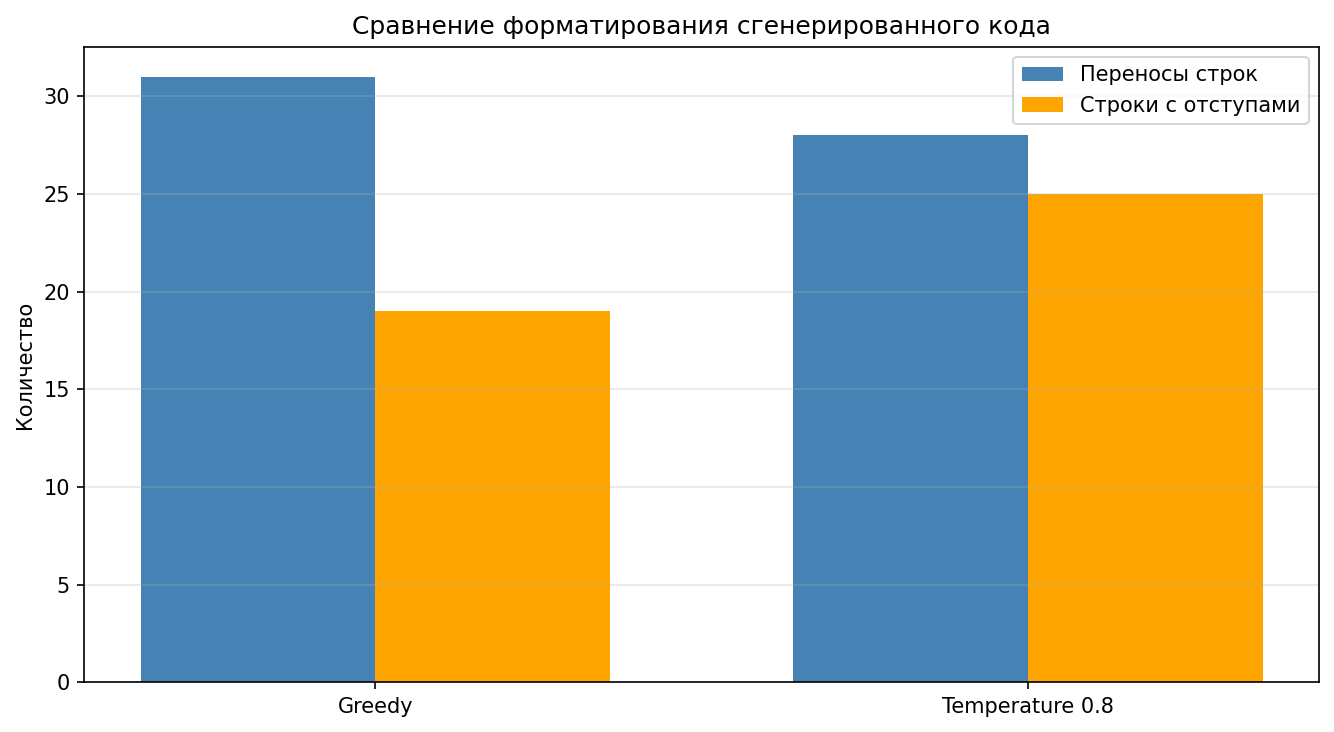 Сравнение форматирования сгенерированного кода
Переносы строк
Строки с отступами
Количество
30
25
20
15
10
5
0
Greedy
Temperature 0.8